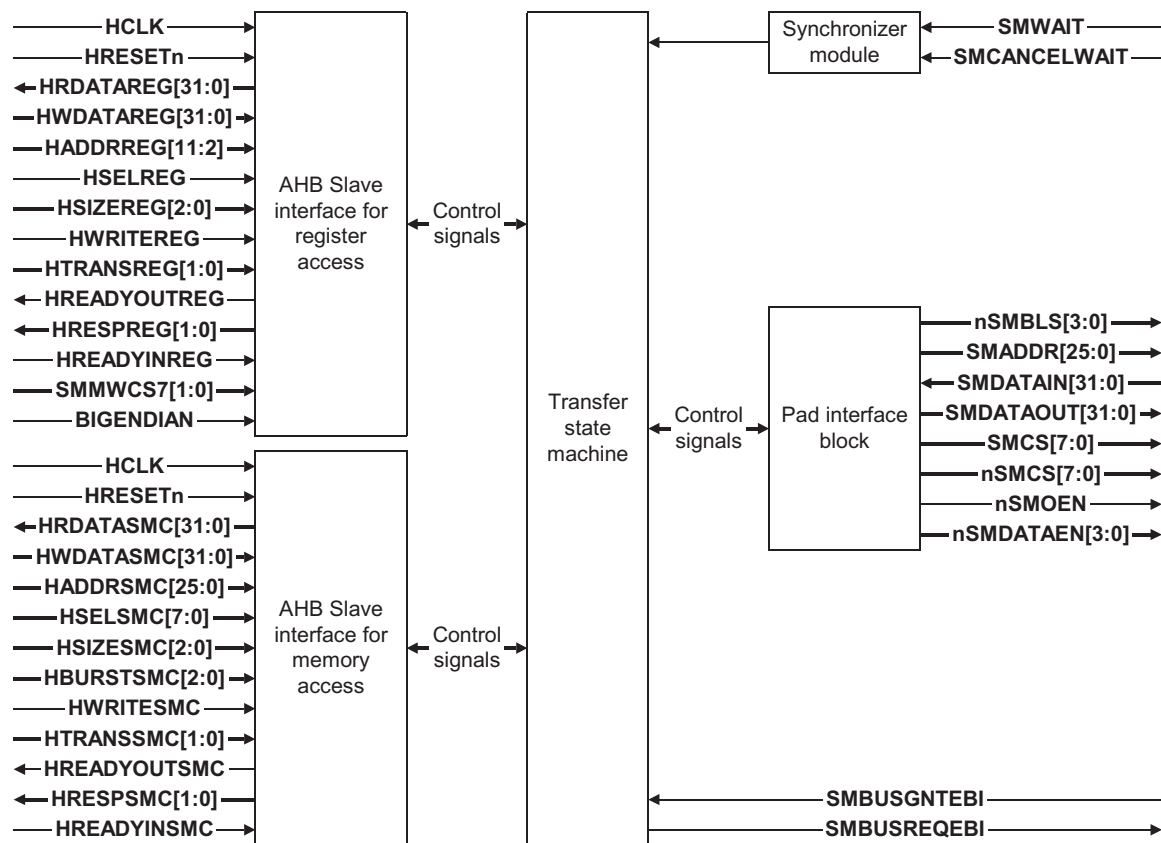 HCLK
HRESETn
HRDATAREG[31:0]
HWDATAREG[31:0]
HADDRREG[11:2]
HSELREG
HSIZEREG[2:0]
HWRITEREG
HTRANSREG[1:0]
HREADYOUTREG
HRESPREG[1:0]
HREADYINREG
SMMWCS7[1:0]
BIGENDIAN
AHB Slave
interface for
register
access
Control
signals
HCLK
HRESETn
HRDATASMC[31:0]
HWDATASMC[31:0]
HADDRSMC[25:0]
HSELSMC[7:0]
HSIZESMC[2:0]
HBURSTSMC[2:0]
HWRITESMC
HTRANSSMC[1:0]
HREADYOUTSMC
HRESPSMC[1:0]
HREADYINSMC
AHB Slave
interface for
memory
access
Control
signals
Transfer
state
machine
Synchronizer
module
SMWAIT
SMCANCELWAIT
Control
signals
Pad interface
block
nSMBLS[3:0]
SMADDR[25:0]
SMDATAIN[31:0]
SMDATAOUT[31:0]
SMCS[7:0]
nSMCS[7:0]
nSMOEN
nSMDATAEN[3:0]
SMBUSGNTEBI
SMBUSREQEBI